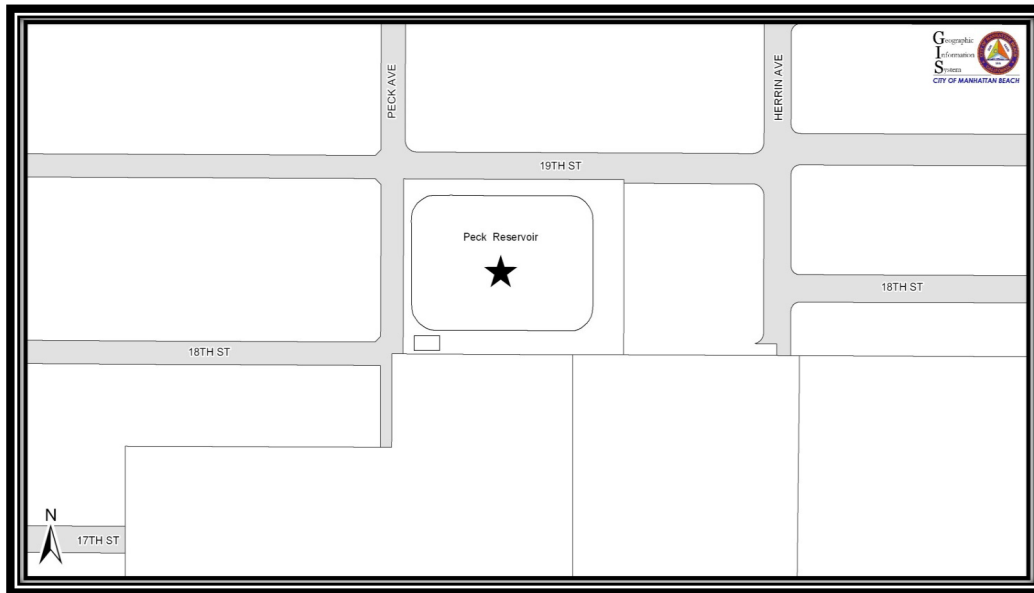 Geographic
Information
System
CITY OF MANHATTAN BEACH
PECK AVE
HERRIN AVE
19TH ST
Peck Reservoir
18TH ST
18TH ST
N
17TH ST